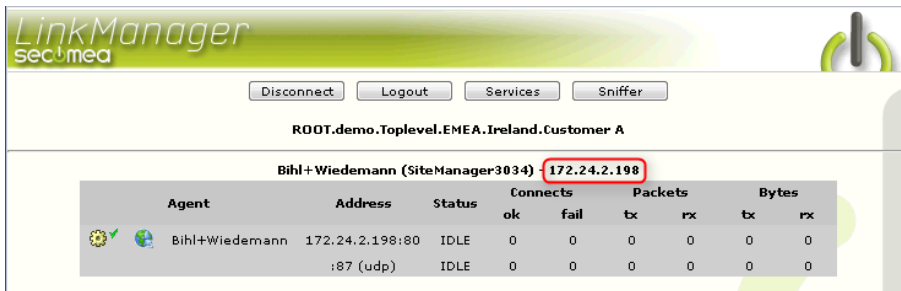 LinkManager
secomea
Disconnect Logout Services Sniffer
ROOT.demo.Toplevel.EMEA.Ireland.Customer A
Bihl+Wiedemann (SiteManager3034) - 172.24.2.198
Agent Address Status Connects Packets Bytes
ok fail tx rx tx rx
Bihl+Wiedemann 172.24.2.198:80 IDLE 0 0 0 0 0 0
:87 (udp) IDLE 0 0 0 0 0 0